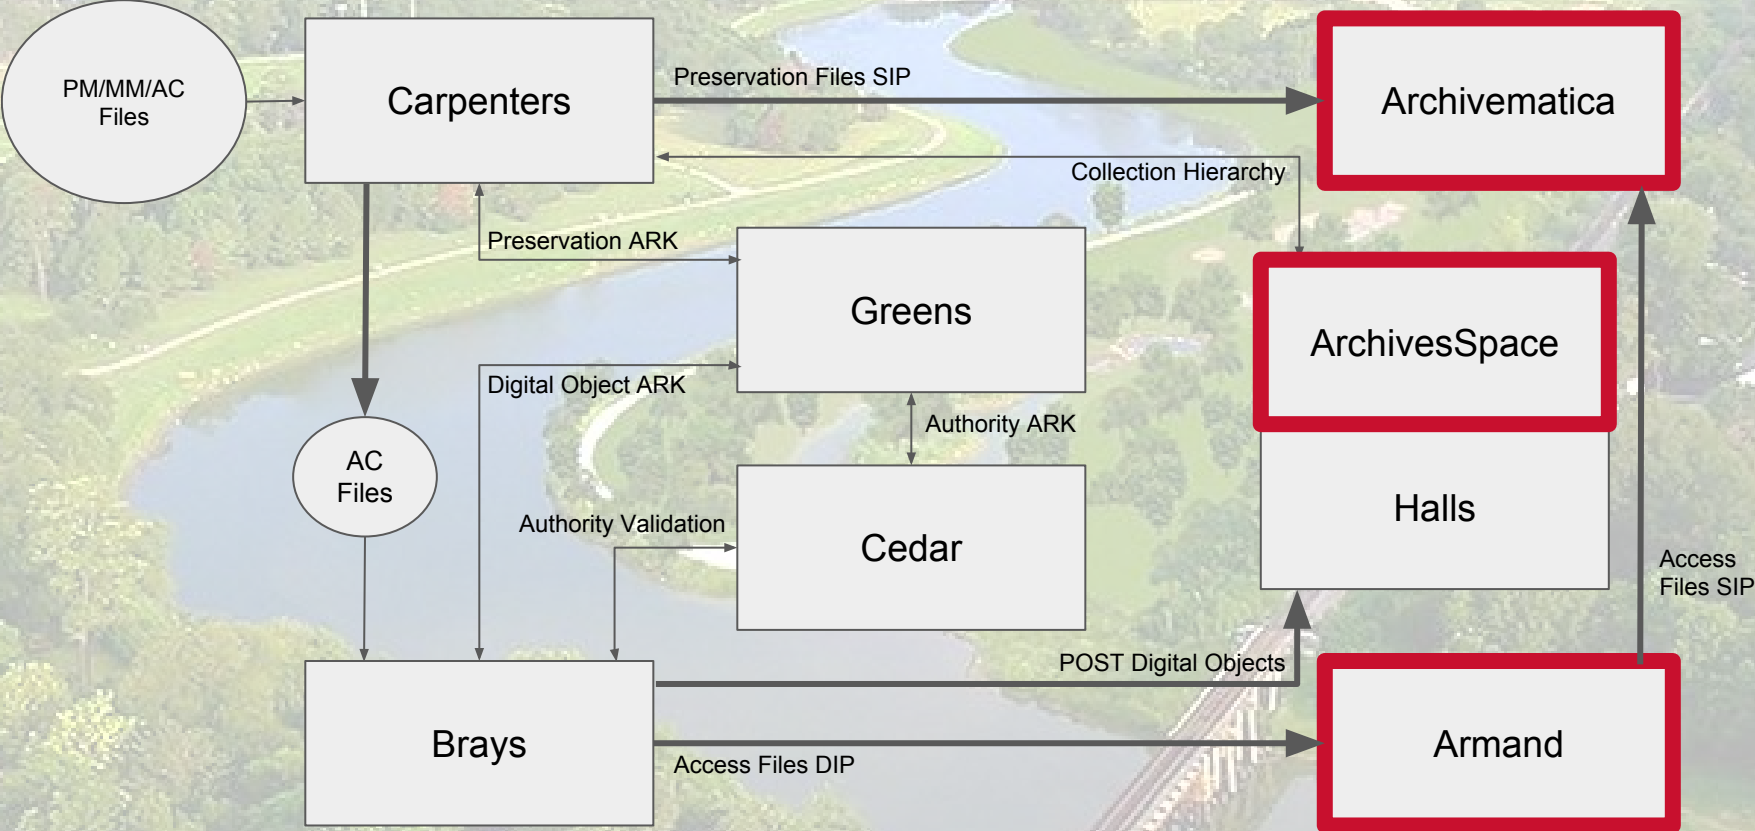 PM/MM/AC
Files
Carpenters
Preservation Files SIP
Archivematica
Collection Hierarchy
Preservation ARK
Greens
ArchivesSpace
Digital Object ARK
Authority ARK
AC
Files
Halls
Authority Validation
Cedar
Access
Files SIP
POST Digital Objects
Brays
Access Files DIP
Armand